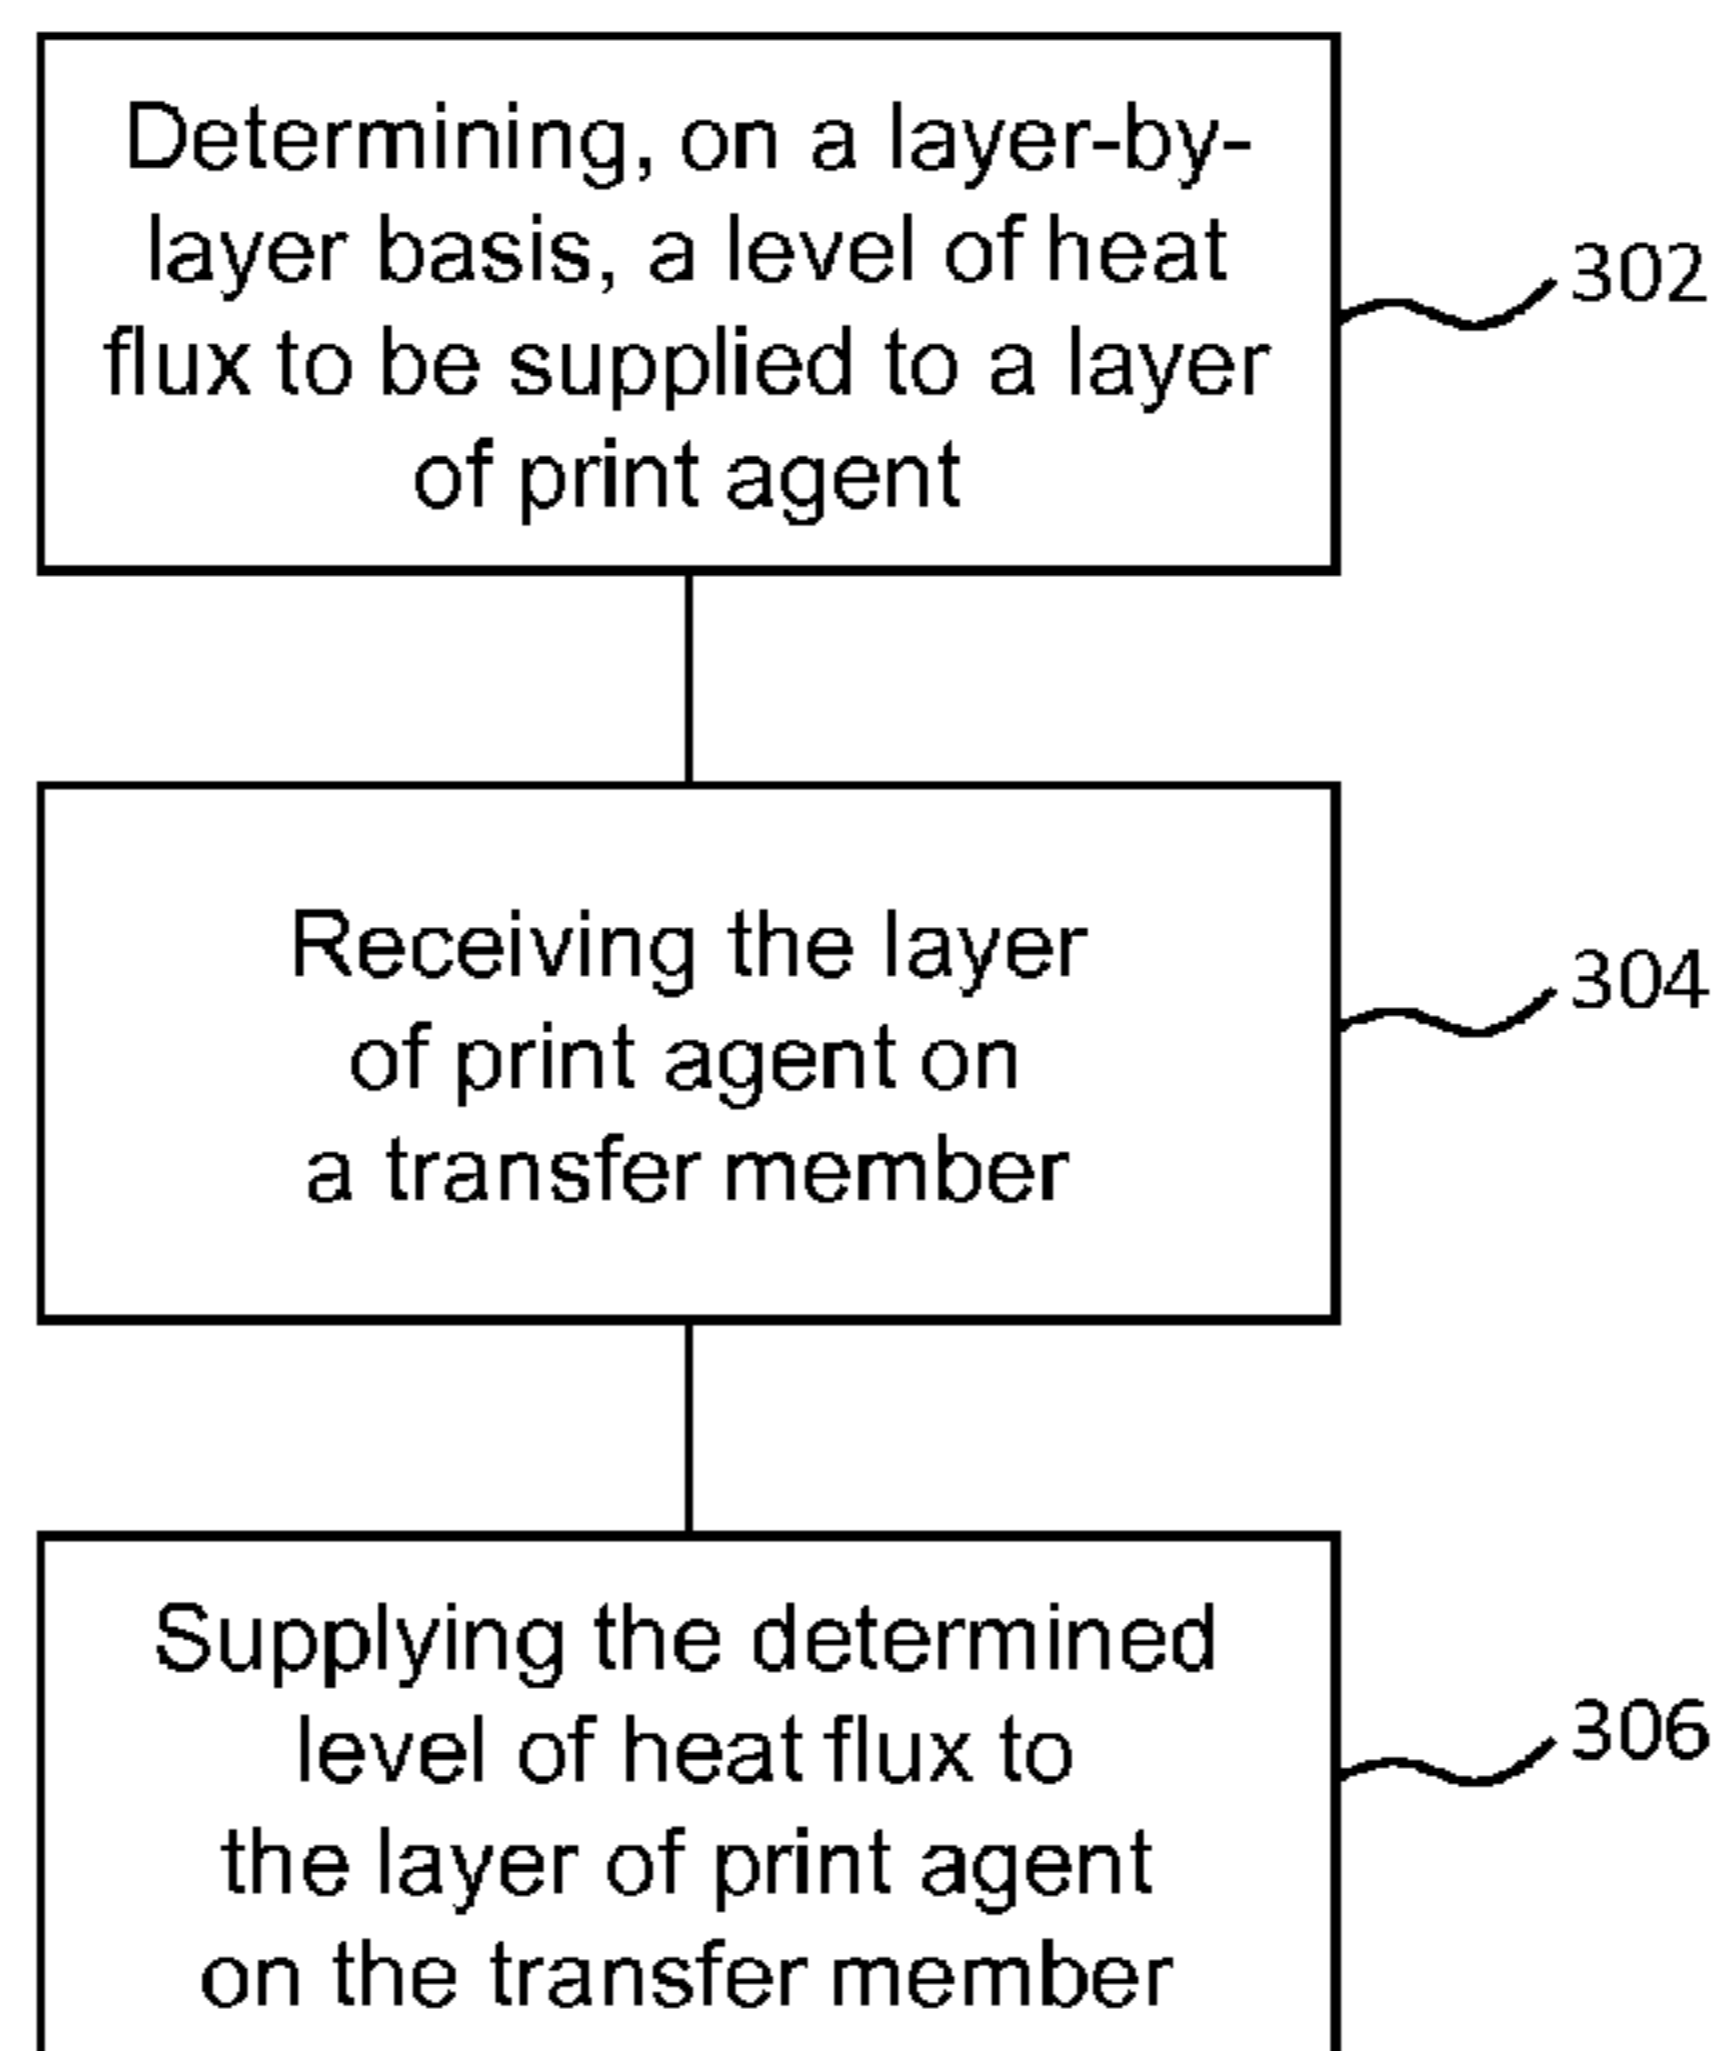 Determining, on a layer-by-
layer basis, a level of heat
flux to be supplied to a layer
of print agent
302
Receiving the layer
of print agent on
a transfer member
304
Supplying the determined
level of heat flux to
the layer of print agent
on the transfer member
306